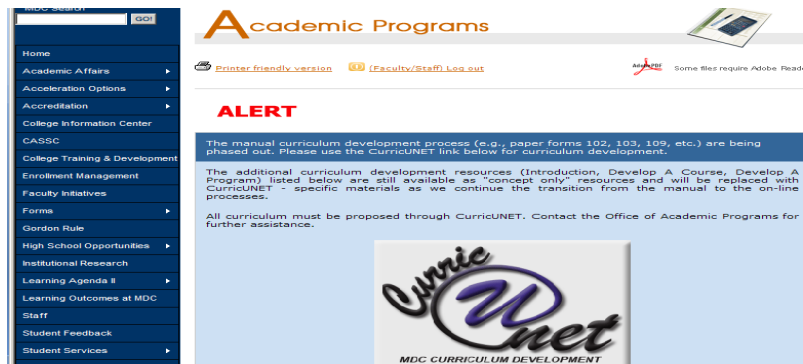 MDC Search
GO!
Home
Academic Affairs
Acceleration Options
Accreditation
College Information Center
CASSC
College Training & Development
Enrollment Management
Faculty Initiatives
Forms
Gordon Rule
High School Opportunities
Institutional Research
Learning Agenda II
Learning Outcomes at MDC
Staff
Student Feedback
Student Services
Academic Programs
Printer friendly version
(Faculty/Staff) Log out
Adobe PDF
Some files require Adobe Read
ALERT
The manual curriculum development process (e.g., paper forms 102, 103, 109, etc.) are being
phased out. Please use the CurricUNET link below for curriculum development.
The additional curriculum development resources (Introduction, Develop A Course, Develop A
Program) listed below are still available as "concept only" resources and will be replaced with
CurricUNET - specific materials as we continue the transition from the manual to the on-line
processes.
All curriculum must be proposed through CurricUNET. Contact the Office of Academic Programs for
further assistance.
Curric
Unet
MDC CURRICULUM DEVELOPMENT